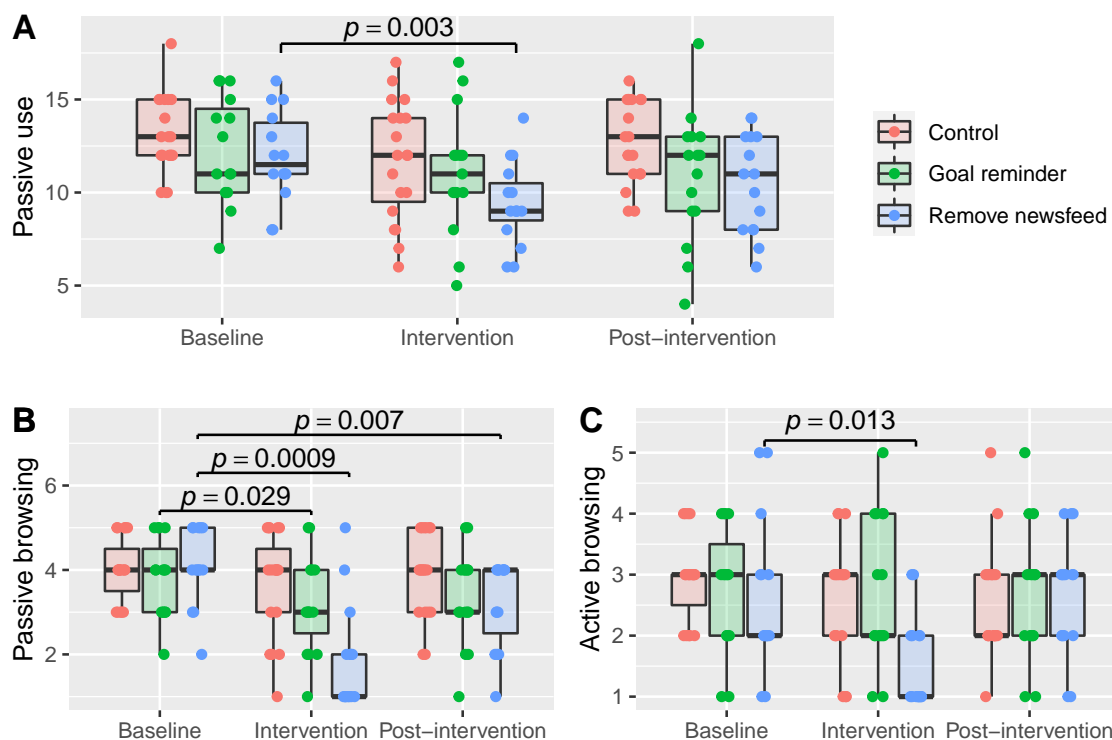 A
p = 0.003
Passive use
15
10
5
Baseline
Intervention
Post−intervention
Control
Goal reminder
Remove newsfeed
B
p = 0.007
p = 0.0009
p = 0.029
Passive browsing
6
4
2
Baseline
Intervention
Post−intervention
C
p = 0.013
Active browsing
5
4
3
2
1
Baseline
Intervention
Post−intervention